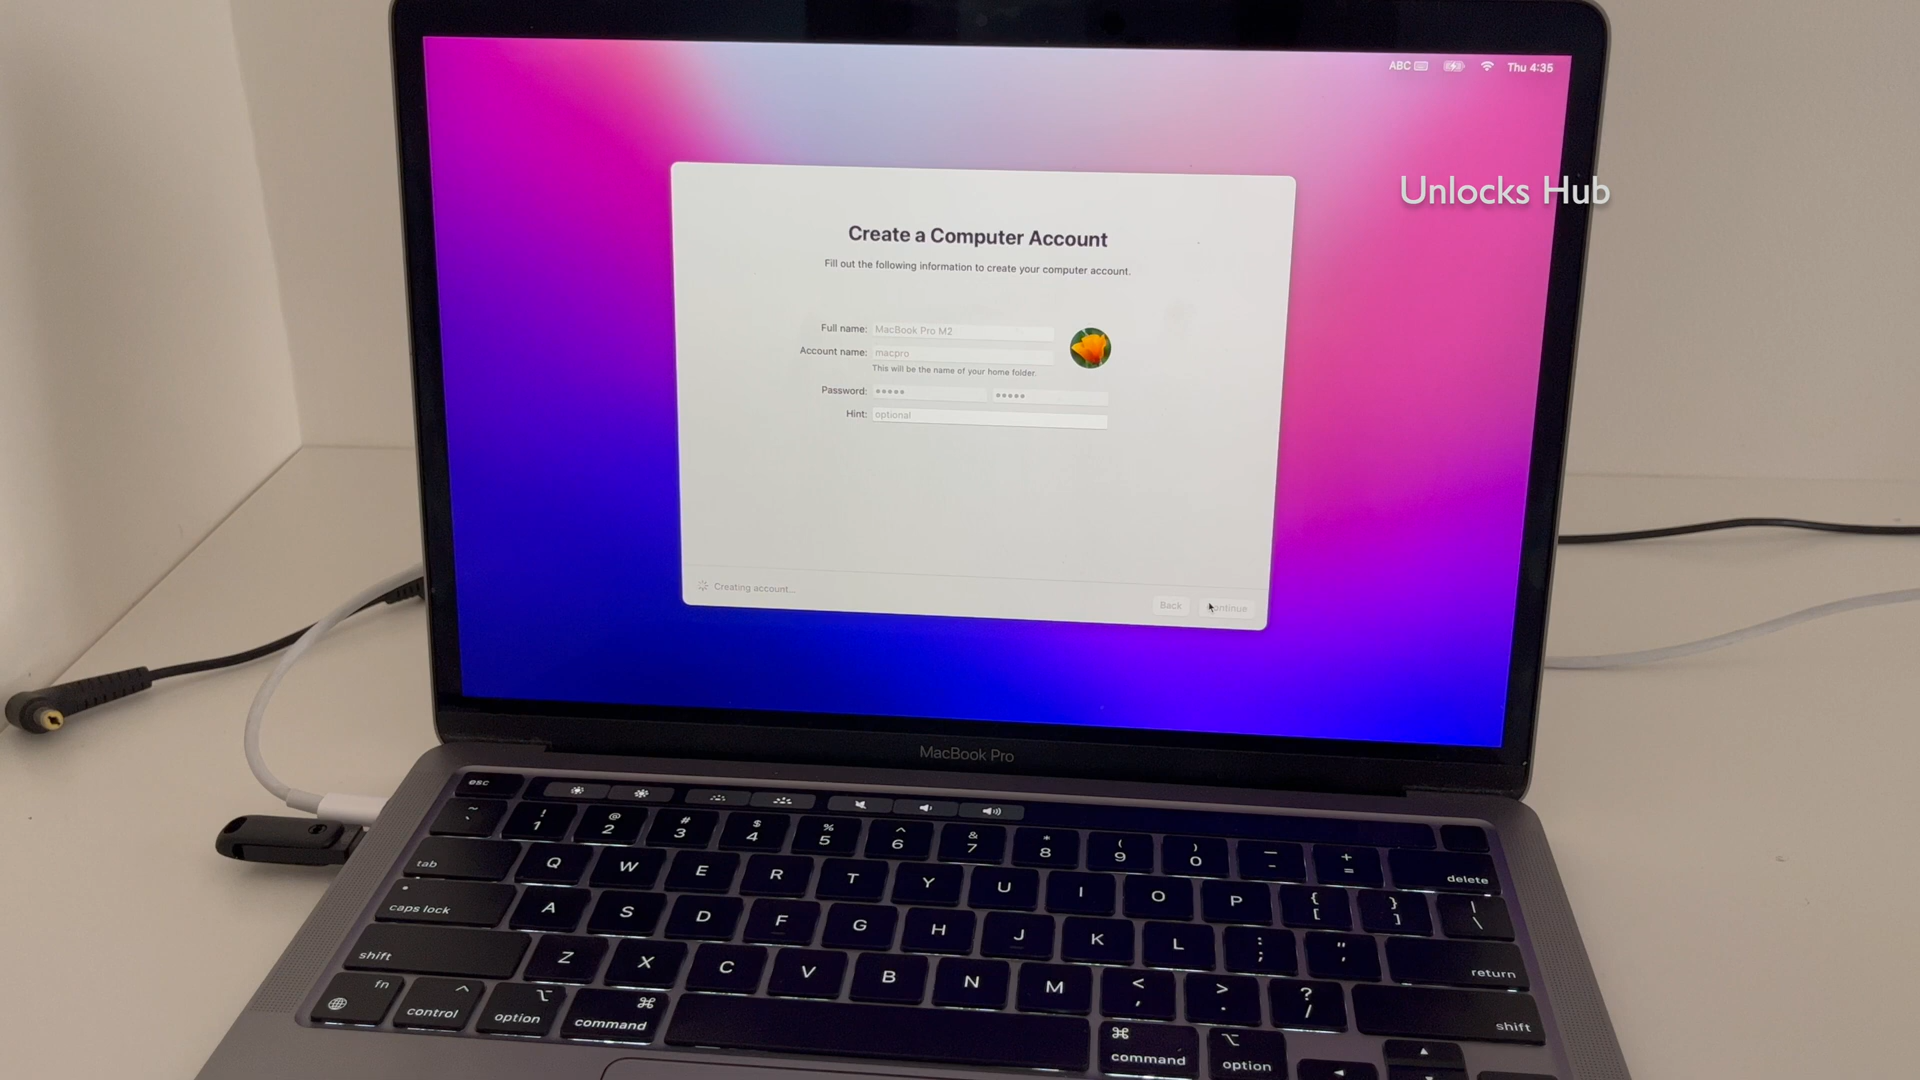 ABC
Thu 4:35
Unlocks Hub
Create a Computer Account
Fill out the following information to create your computer account.
Full name: MacBook Pro M2
Account name: macpro
This will be the name of your home folder.
Password: ••••• •••••
Hint: optional
Creating account...
Back
Continue
MacBook Pro
esc
~ `
! 1
@ 2
# 3
$ 4
% 5
^ 6
& 7
* 8
( 9
) 0
— -
+ =
delete
tab
Q W E R T Y U I O P { [ } ] | \
caps lock
A S D F G H J K L : ; " '
return
shift
Z X C V B N M < , > . ? /
shift
fn
control
option
⌘
command
⌘
command
option